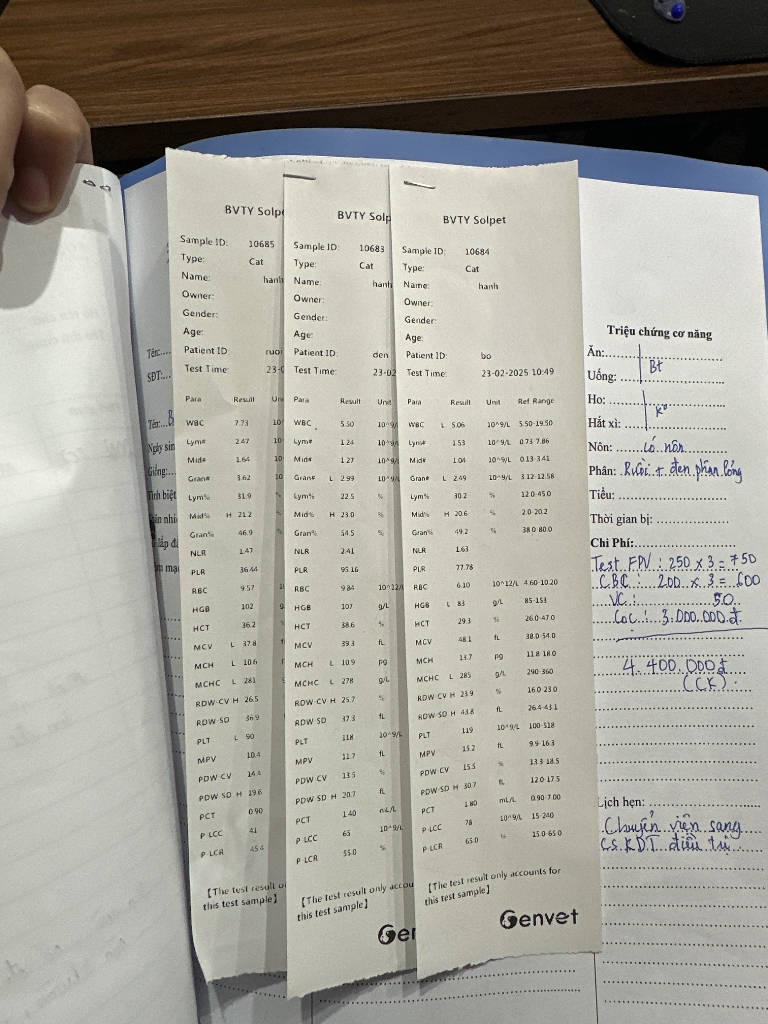 BVTY Solpe
Sample ID: 10685
Type: Cat
Name: hanh
Owner:
Gender:
Age:
Patient ID: ruoi
Test Time: 23-0
Para Result Un
WBC 7.73 10
Lym# 2.47 10
Mid# 1.64 10
Gran# 3.62 10
Lym% 31.9 %
Mid% H 21.2 %
Gran% 46.9
NLR 1.47
PLR 36.44
RBC 9.57
HGB 102
HCT 36.2
MCV L 37.8
MCH L 10.6
MCHC L 281
RDW-CV H 26.5
RDW-SD 36.9
PLT L 90
MPV 10.4
PDW-CV 14.4
PDW-SD H 19.6
PCT 0.90
P-LCC 41
P-LCR 45.4
【The test result o
this test sample】
BVTY Solp
Sample ID: 10683
Type: Cat
Name: hanh
Owner:
Gender:
Age:
Patient ID: den
Test Time: 23-02
Para Result Unit
WBC 5.50 10^9/
Lym# 1.24 10^9/
Mid# 1.27 10^9/
Gran# L 2.99 10^9/
Lym% 22.5 %
Mid% H 23.0 %
Gran% 54.5 %
NLR 2.41
PLR 95.16
RBC 9.84 10^12/
HGB 107 g/L
HCT 38.6 %
MCV 39.3 fL
MCH L 10.9 pg
MCHC L 278 g/L
RDW-CV H 25.7 %
RDW-SD 37.3 fL
PLT 118 10^9/L
MPV 11.7 fL
PDW-CV 13.5 %
PDW-SD H 20.7 fL
PCT 1.40 mL/L
P-LCC 65 10^9/L
P-LCR 55.0 %
【The test result only accou
this test sample】
Ger
BVTY Solpet
Sample ID: 10684
Type: Cat
Name: hanh
Owner:
Gender:
Age:
Patient ID: bo
Test Time: 23-02-2025 10:49
Para Result Unit Ref Range
WBC L 5.06 10^9/L 5.50-19.50
Lym# 1.53 10^9/L 0.73-7.86
Mid# 1.04 10^9/L 0.13-3.41
Gran# L 2.49 10^9/L 3.12-12.58
Lym% 30.2 % 12.0-45.0
Mid% H 20.6 % 2.0-20.2
Gran% 49.2 % 38.0-80.0
NLR 1.63
PLR 77.78
RBC 6.10 10^12/L 4.60-10.20
HGB L 83 g/L 85-153
HCT 29.3 % 26.0-47.0
MCV 48.1 fL 38.0-54.0
MCH 13.7 pg 11.8-18.0
MCHC L 285 g/L 290-360
RDW-CV H 23.9 % 16.0-23.0
RDW-SD H 43.8 fL 26.4-43.1
PLT 119 10^9/L 100-518
MPV 15.2 fL 9.9-16.3
PDW-CV 15.5 % 13.3-18.5
PDW-SD H 30.7 fL 12.0-17.5
PCT 1.80 mL/L 0.90-7.00
P-LCC 78 10^9/L 15-240
P-LCR 65.0 % 15.0-65.0
【The test result only accounts for
this test sample】
Genvet
Tên:
SĐT:
Tên:
Ngày sin
Giống:
Triệu chứng cơ năng
Ăn:
Bt
Uống:
Ho:
Ko
Hắt xì:
Nôn: có nôn
Phân: Ruồi + đen phân lỏng
Tiểu:
Thời gian bị:
Chi Phí:
Test FPV : 250 x 3 = 750
CBC : 200 x 3 = 600
VC : 50
Cọc : 3.000.000đ
4.400.000đ
(CK)
Lịch hẹn:
Chuyển viện sang
CS.KDT điều trị